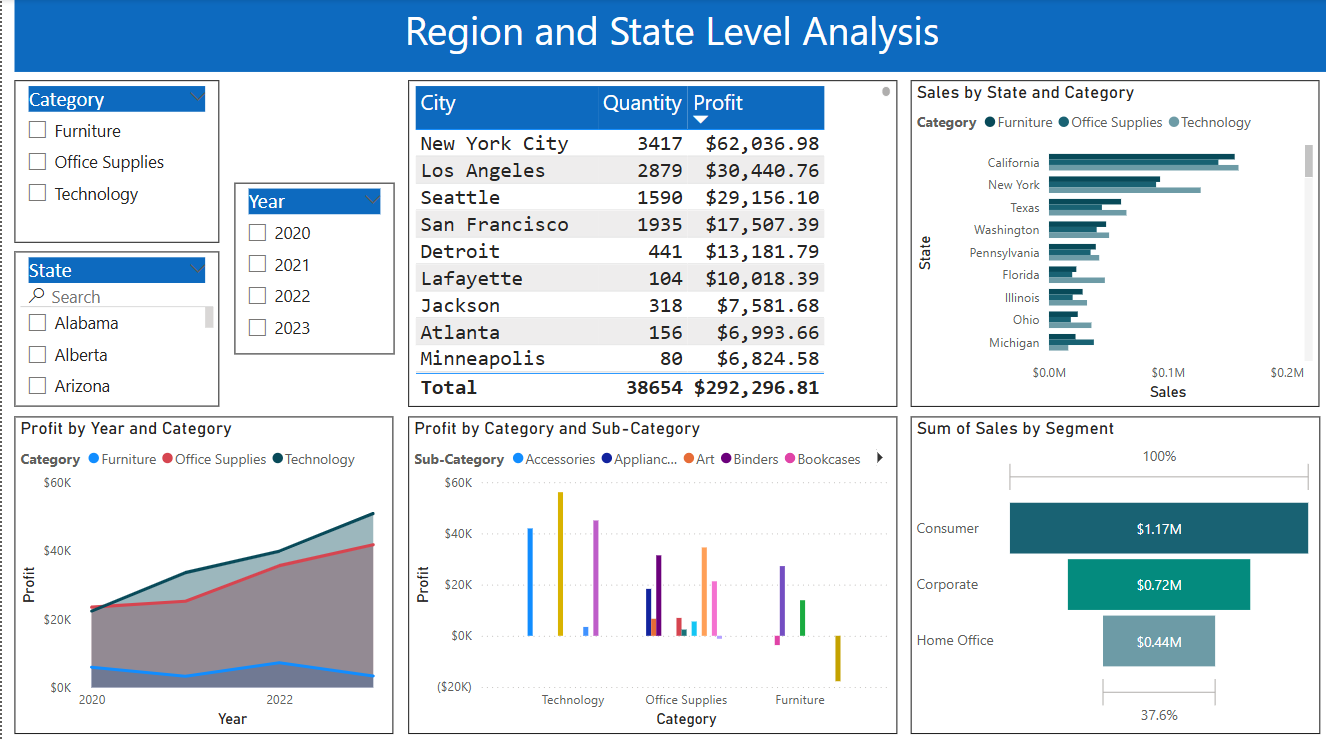 Region and State Level Analysis
Category
Furniture
Office Supplies
Technology
State
Search
Alabama
Alberta
Arizona
Year
2020
2021
2022
2023
City Quantity Profit
New York City 3417 $62,036.98
Los Angeles 2879 $30,440.76
Seattle 1590 $29,156.10
San Francisco 1935 $17,507.39
Detroit 441 $13,181.79
Lafayette 104 $10,018.39
Jackson 318 $7,581.68
Atlanta 156 $6,993.66
Minneapolis 80 $6,824.58
Total 38654 $292,296.81
Sales by State and Category
Category Furniture Office Supplies Technology
State
California
New York
Texas
Washington
Pennsylvania
Florida
Illinois
Ohio
Michigan
$0.0M $0.1M $0.2M
Sales
Profit by Year and Category
Category Furniture Office Supplies Technology
Profit
$60K
$40K
$20K
$0K
2020 2022
Year
Profit by Category and Sub-Category
Sub-Category Accessories Applianc... Art Binders Bookcases
Profit
$60K
$40K
$20K
$0K
($20K)
Technology Office Supplies Furniture
Category
Sum of Sales by Segment
100%
Consumer $1.17M
Corporate $0.72M
Home Office $0.44M
37.6%